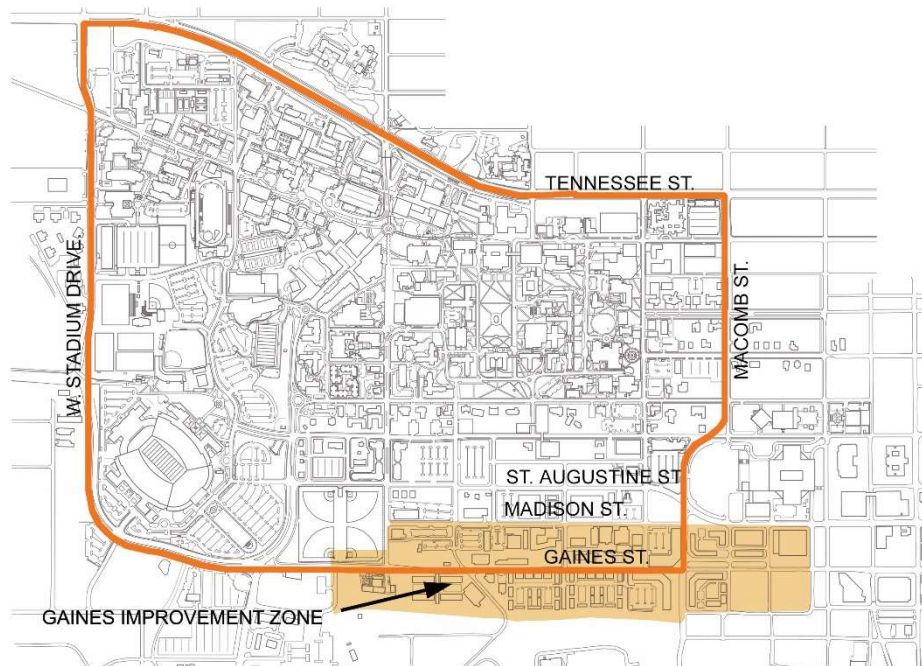 TENNESSEE ST.
W. STADIUM DRIVE.
MACOMB ST.
ST. AUGUSTINE ST
MADISON ST.
GAINES ST.
GAINES IMPROVEMENT ZONE